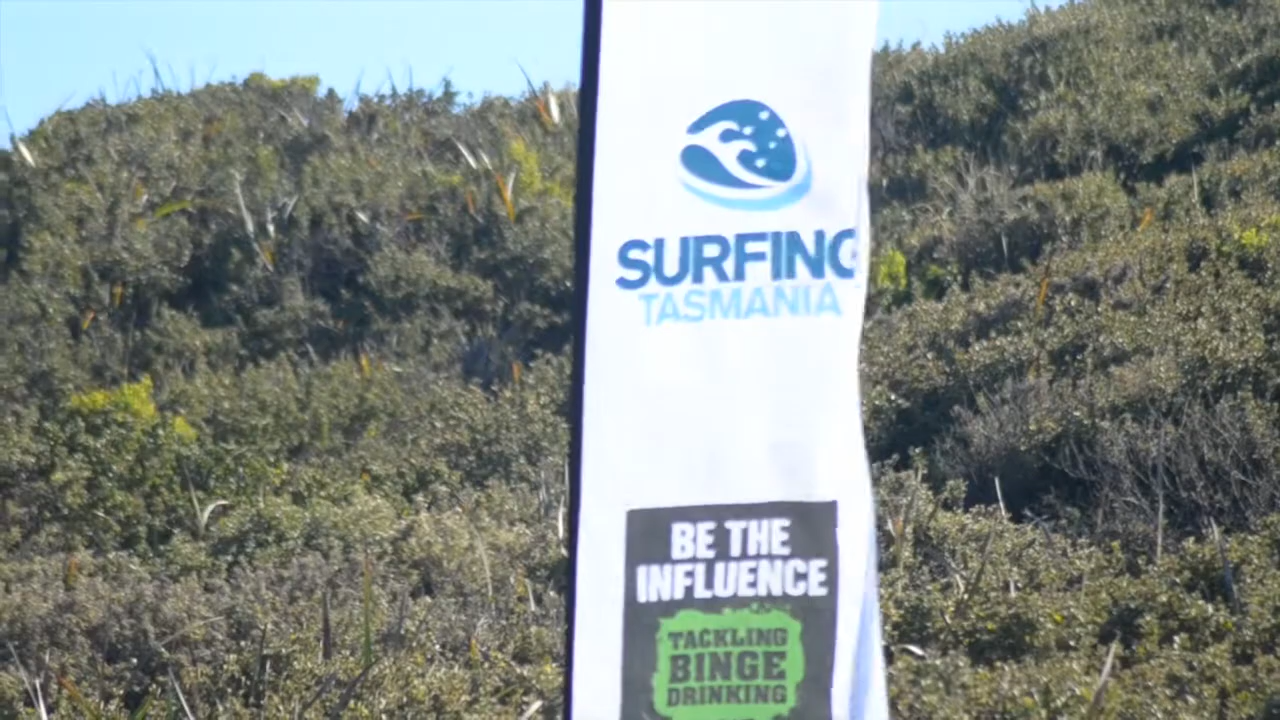 SURFING
TASMANIA
BE THE
INFLUENCE
TACKLING
BINGE
DRINKING